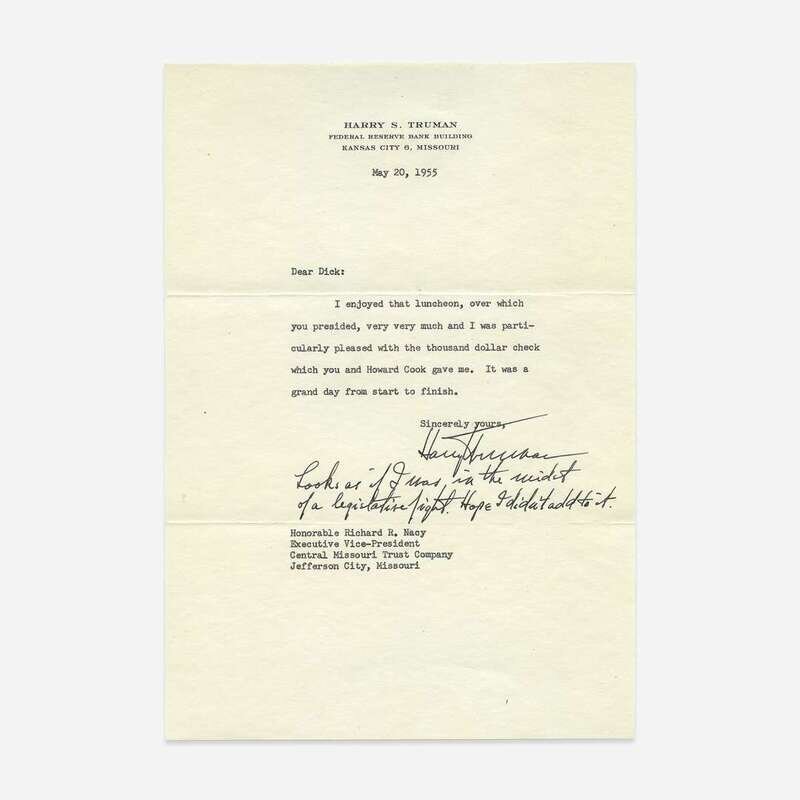 HARRY S. TRUMAN
FEDERAL RESERVE BANK BUILDING
KANSAS CITY 6, MISSOURI
May 20, 1955
Dear Dick:
I enjoyed that luncheon, over which
you presided, very very much and I was parti-
cularly pleased with the thousand dollar check
which you and Howard Cook gave me. It was a
grand day from start to finish.
Sincerely yours,
Harry Truman
Looks as if I was in the midst
of a legislative fight. Hope I didn't add to it.
Honorable Richard R. Nacy
Executive Vice-President
Central Missouri Trust Company
Jefferson City, Missouri